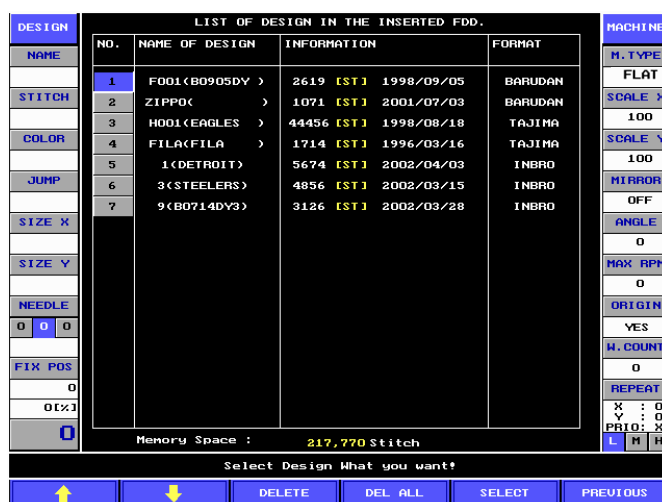 LIST OF DESIGN IN THE INSERTED FDD.
DESIGN
NAME
STITCH
COLOR
JUMP
SIZE X
SIZE Y
NEEDLE
0 0 0
FIX POS
0
0[%]
0
NO. NAME OF DESIGN INFORMATION FORMAT
1 F001(B0905DY ) 2619 [ST] 1998/09/05 BARUDAN
2 ZIPPO( ) 1071 [ST] 2001/07/03 BARUDAN
3 H001(EAGLES ) 44456 [ST] 1998/08/18 TAJIMA
4 FILA(FILA ) 1714 [ST] 1996/03/16 TAJIMA
5 1(DETROIT) 5674 [ST] 2002/04/03 INBRO
6 3(STEELERS) 4856 [ST] 2002/03/15 INBRO
7 9(B0714DY3) 3126 [ST] 2002/03/28 INBRO
Memory Space : 217,770 Stitch
MACHINE
M.TYPE
FLAT
SCALE X
100
SCALE Y
100
MIRROR
OFF
ANGLE
0
MAX RPM
0
ORIGIN
YES
W.COUNT
0
REPEAT
X : 0
Y : 0
PRIO: X
L M H
Select Design What you want!
DELETE DEL ALL SELECT PREVIOUS